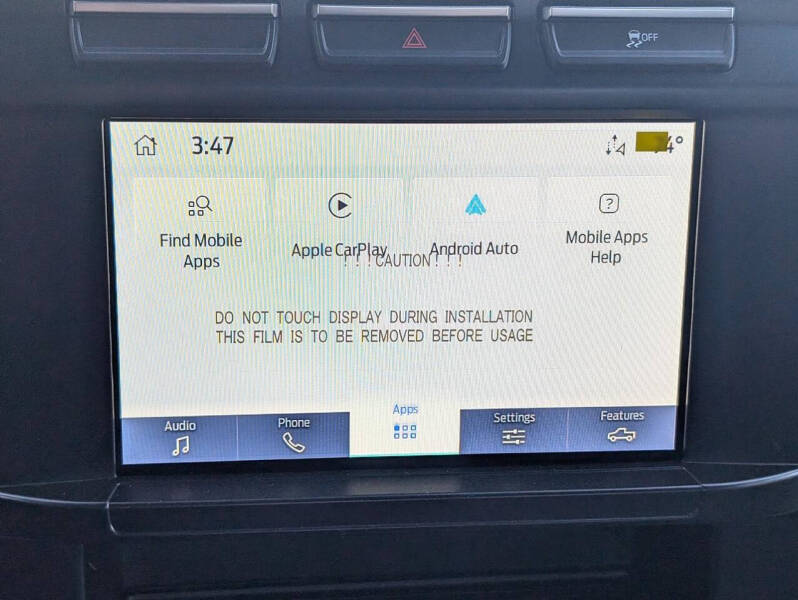 OFF
3:47
4°
Find Mobile
Apps
Apple CarPlay
Android Auto
Mobile Apps
Help
! ! !CAUTION! ! !
DO NOT TOUCH DISPLAY DURING INSTALLATION
THIS FILM IS TO BE REMOVED BEFORE USAGE
Audio
Phone
Apps
Settings
Features